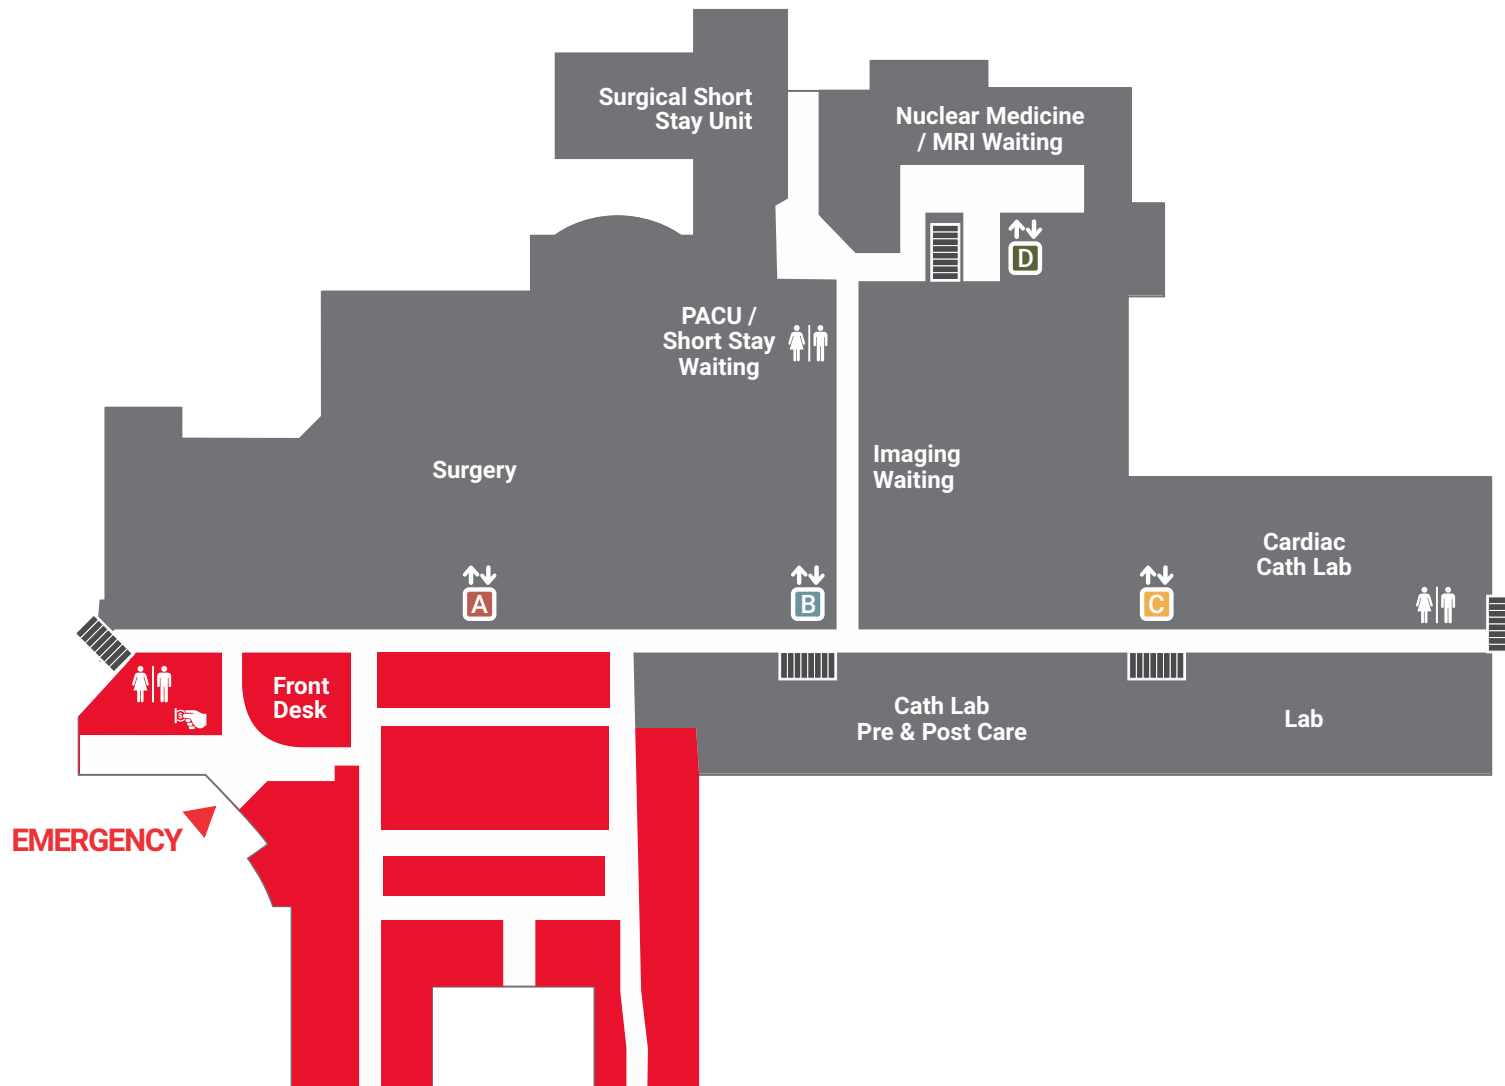 Surgical Short
Stay Unit
Nuclear Medicine
/ MRI Waiting
D
PACU /
Short Stay
Waiting
Imaging
Waiting
Surgery
Cardiac
Cath Lab
A
B
C
Front
Desk
Cath Lab
Pre & Post Care
Lab
EMERGENCY